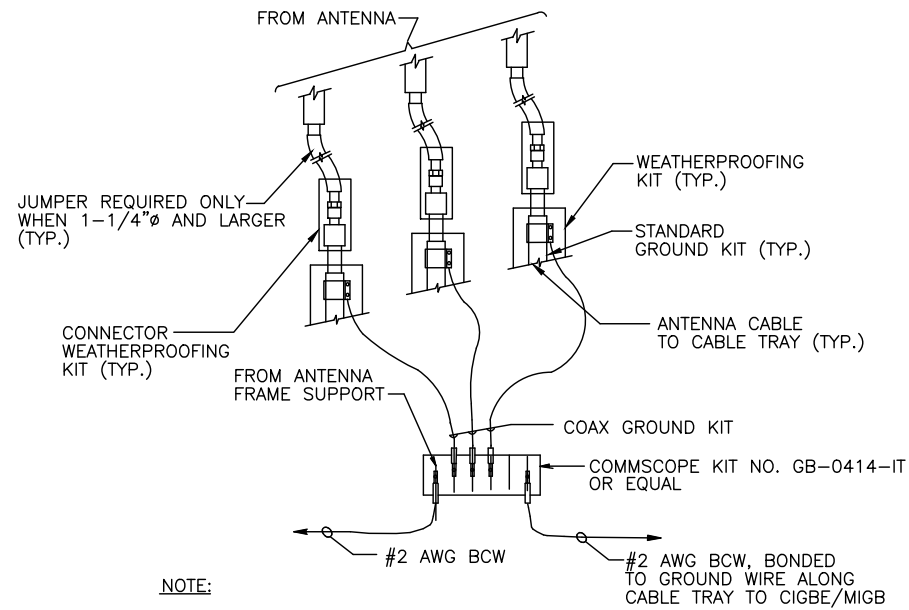 FROM ANTENNA
JUMPER REQUIRED ONLY
WHEN 1-1/4"ø AND LARGER
(TYP.)
WEATHERPROOFING
KIT (TYP.)
STANDARD
GROUND KIT (TYP.)
CONNECTOR
WEATHERPROOFING
KIT (TYP.)
ANTENNA CABLE
TO CABLE TRAY (TYP.)
FROM ANTENNA
FRAME SUPPORT
COAX GROUND KIT
COMMSCOPE KIT NO. GB-0414-IT
OR EQUAL
#2 AWG BCW
#2 AWG BCW, BONDED
TO GROUND WIRE ALONG
CABLE TRAY TO CIGBE/MIGB
NOTE: